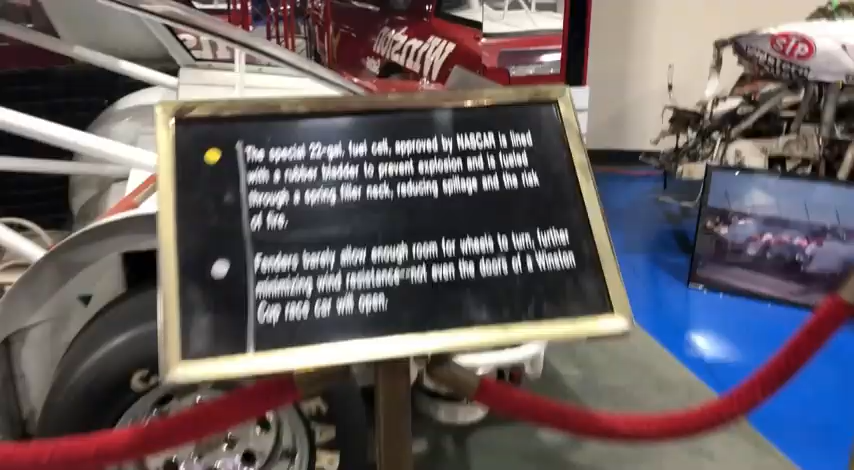 Winston
STP
The special 22-gal. fuel cell, approved by NASCAR is lined
with a rubber bladder to prevent explosion and is fueled
through a spring filler neck, reducing spillage and the risk
of fire.
Fenders barely allow enough room for wheels to turn, further
minimizing wind resistance--not even the doors of a Winston
Cup race car will open.